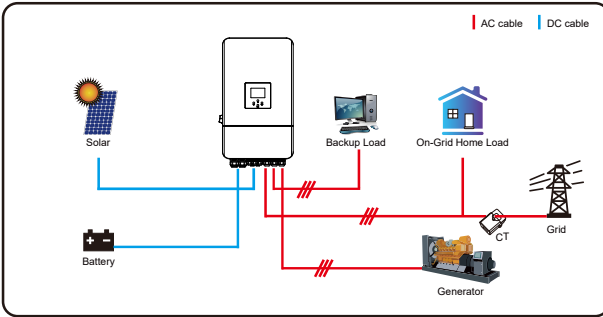 AC cable
DC cable
Solar
Backup Load
On-Grid Home Load
CT
Grid
Battery
Generator